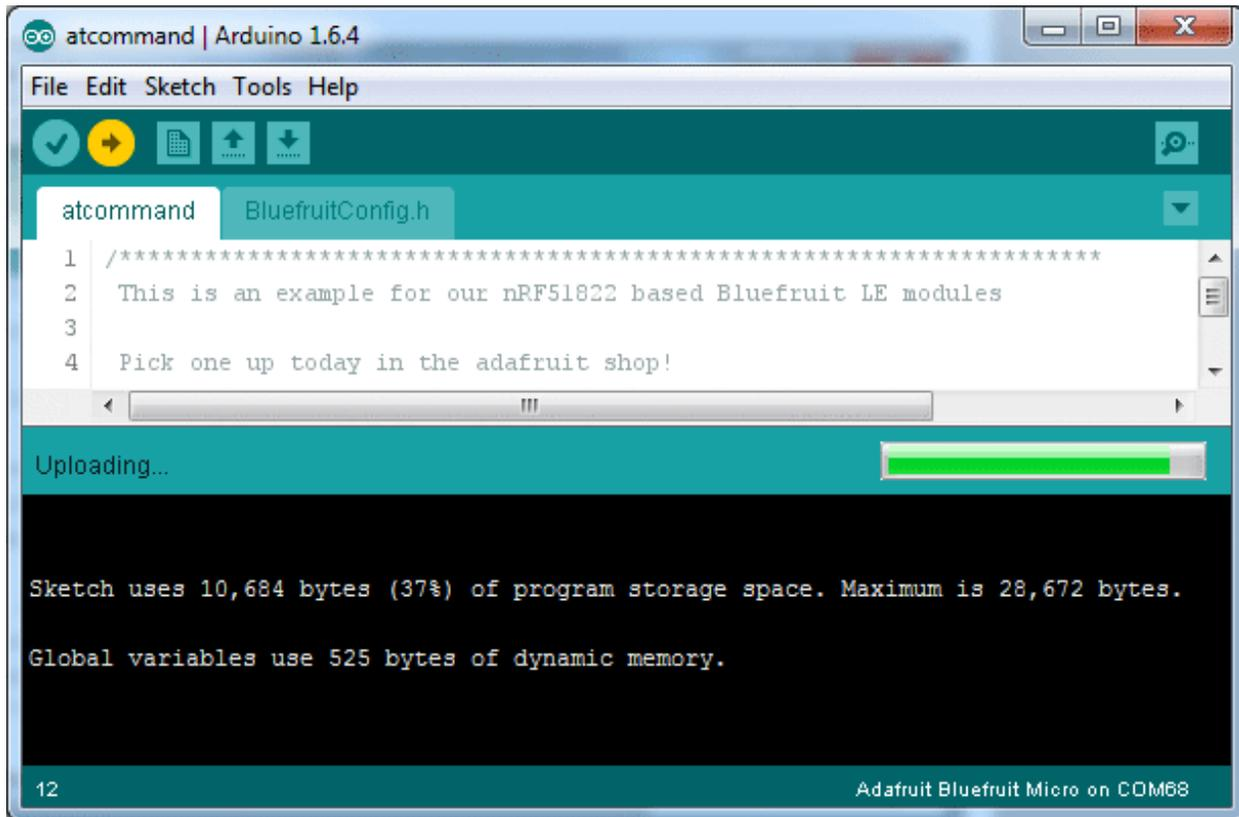 atcommand | Arduino 1.6.4
File Edit Sketch Tools Help
atcommand BluefruitConfig.h
1 /*********************************************************************
2 This is an example for our nRF51822 based Bluefruit LE modules
3
4 Pick one up today in the adafruit shop!
Uploading...
Sketch uses 10,684 bytes (37%) of program storage space. Maximum is 28,672 bytes.
Global variables use 525 bytes of dynamic memory.
12 Adafruit Bluefruit Micro on COM68